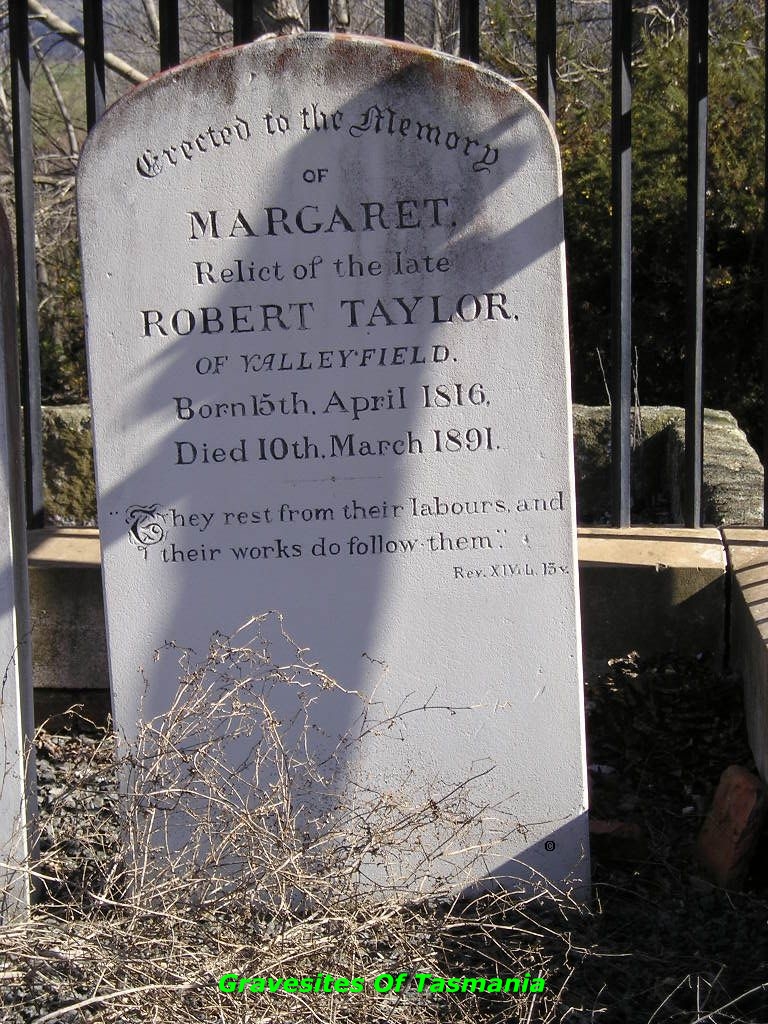 Erected to the Memory
OF
MARGARET,
Relict of the late
ROBERT TAYLOR,
OF VALLEYFIELD.
Born 15th, April 1816,
Died 10th, March 1891.
"They rest from their labours, and
their works do follow them".
Rev. XIV. 13v.
Gravesites Of Tasmania